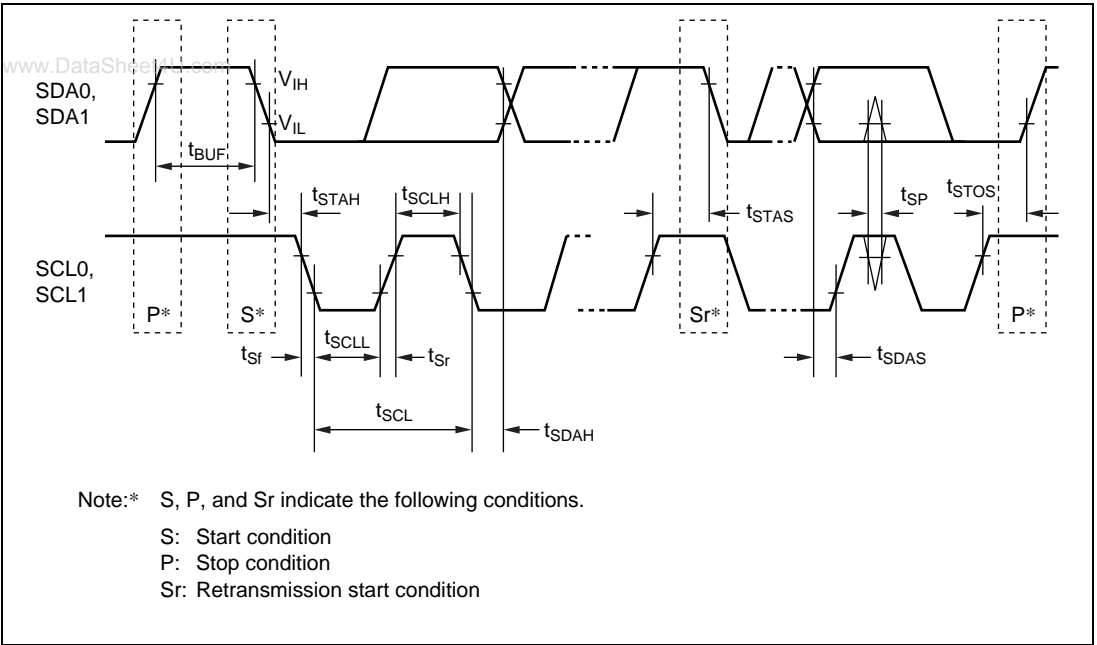 www.DataSheet4U.com
SDA0,
SDA1
VIH
VIL
tBUF
tSTAH
tSCLH
tSTAS
tSP
tSTOS
SCL0,
SCL1
P*
S*
Sr*
P*
tSf
tSCLL
tSr
tSDAS
tSCL
tSDAH
Note:* S, P, and Sr indicate the following conditions.
S: Start condition
P: Stop condition
Sr: Retransmission start condition